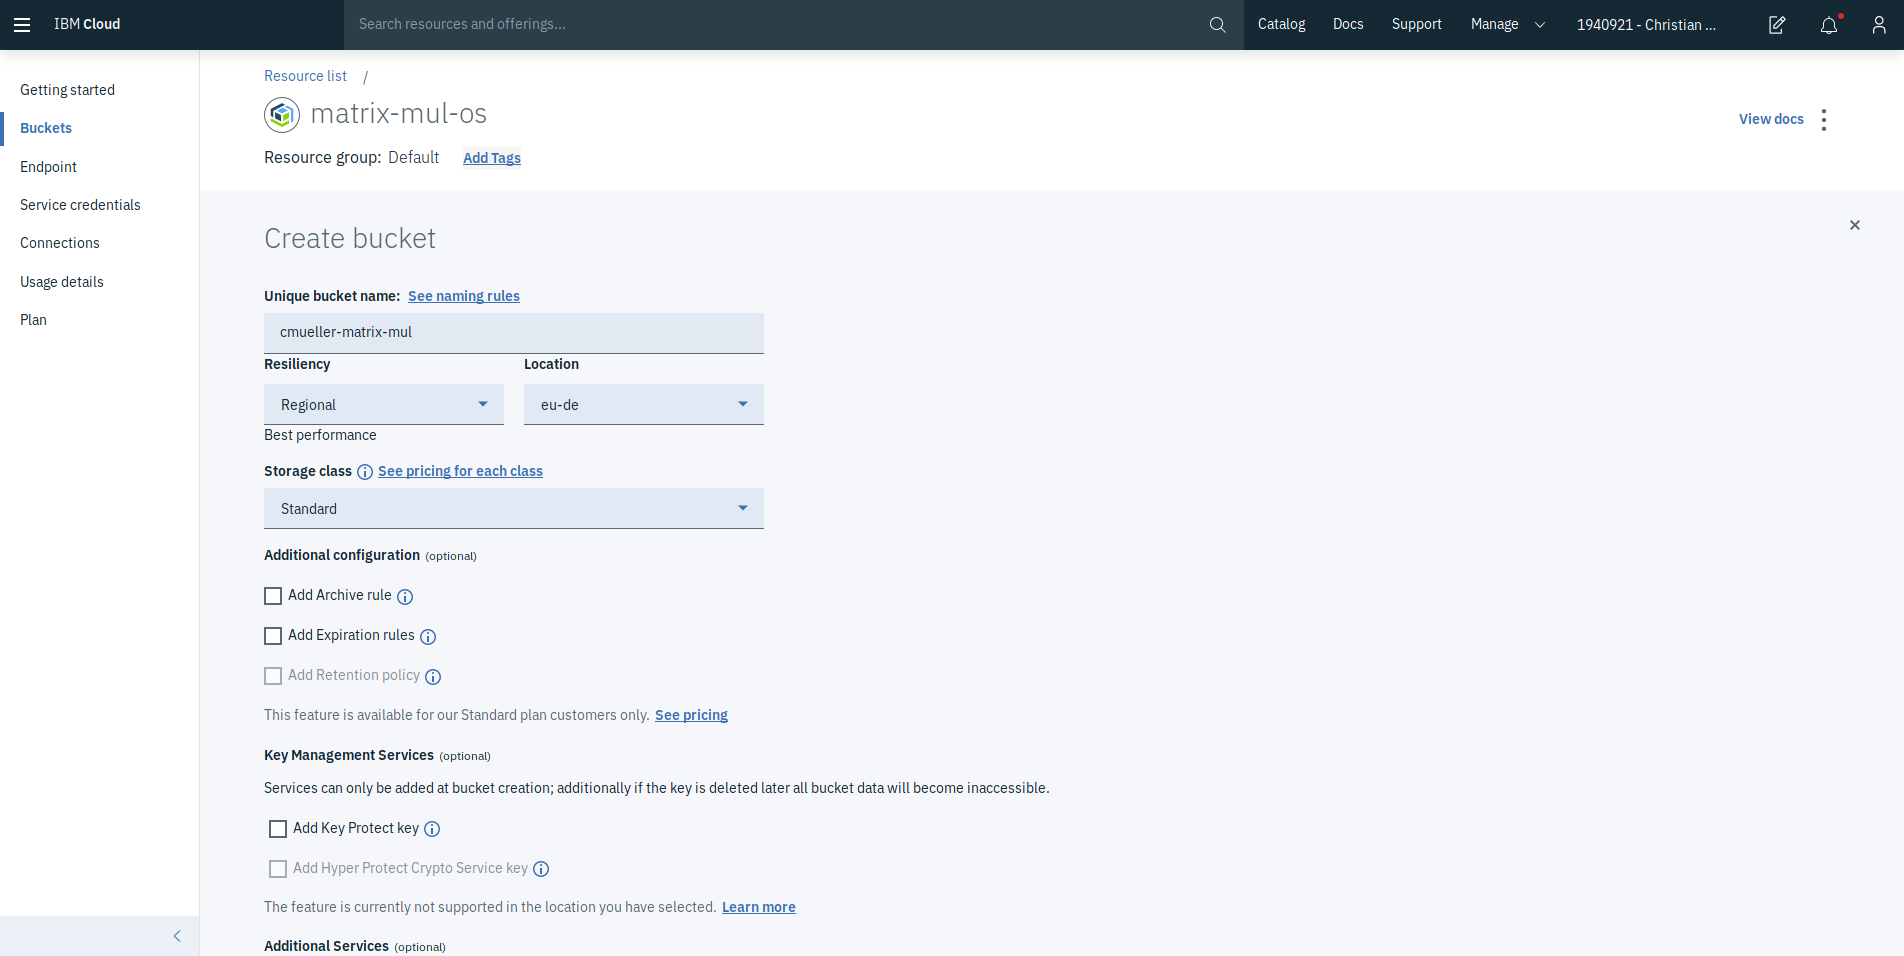 IBM Cloud
Search resources and offerings...
Catalog
Docs
Support
Manage
1940921 - Christian ...
Getting started
Buckets
Endpoint
Service credentials
Connections
Usage details
Plan
Resource list /
matrix-mul-os
Resource group: Default Add Tags
View docs
Create bucket
Unique bucket name: See naming rules
cmueller-matrix-mul
Resiliency Location
Regional eu-de
Best performance
Storage class See pricing for each class
Standard
Additional configuration (optional)
Add Archive rule
Add Expiration rules
Add Retention policy
This feature is available for our Standard plan customers only. See pricing
Key Management Services (optional)
Services can only be added at bucket creation; additionally if the key is deleted later all bucket data will become inaccessible.
Add Key Protect key
Add Hyper Protect Crypto Service key
The feature is currently not supported in the location you have selected. Learn more
Additional Services (optional)